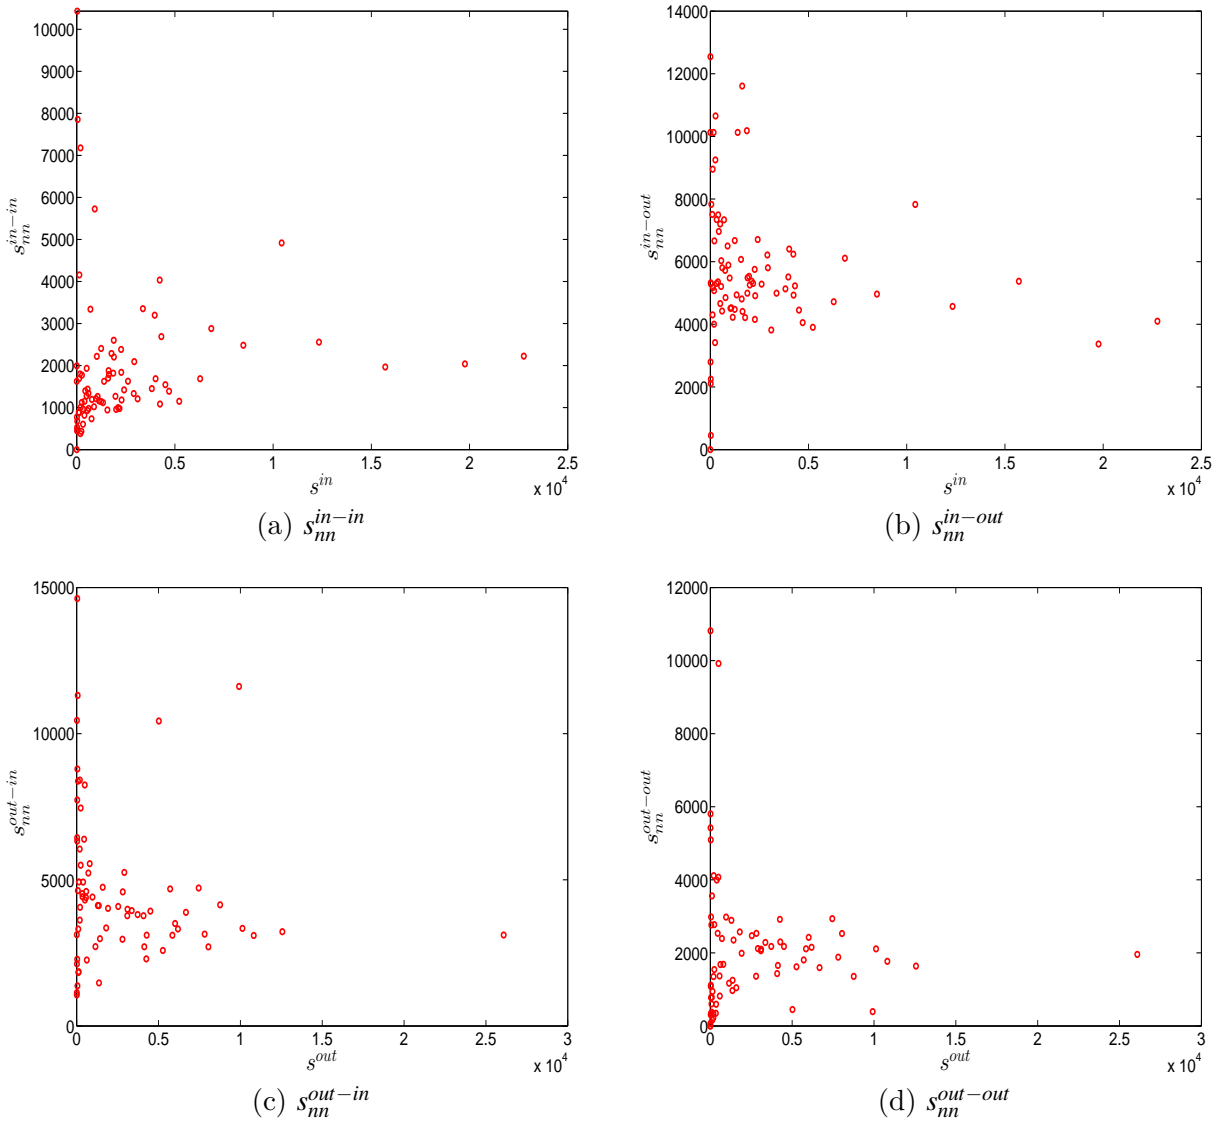 10000
9000
8000
7000
6000
5000
4000
3000
2000
1000
0
s_{nn}^{in−in}
0 0.5 1 1.5 2 2.5
x 10^4
s^{in}
(a) s_{nn}^{in−in}
14000
12000
10000
8000
6000
4000
2000
0
s_{nn}^{in−out}
0 0.5 1 1.5 2 2.5
x 10^4
s^{in}
(b) s_{nn}^{in−out}
15000
10000
5000
0
s_{nn}^{out−in}
0 0.5 1 1.5 2 2.5 3
x 10^4
s^{out}
(c) s_{nn}^{out−in}
12000
10000
8000
6000
4000
2000
0
s_{nn}^{out−out}
0 0.5 1 1.5 2 2.5 3
x 10^4
s^{out}
(d) s_{nn}^{out−out}